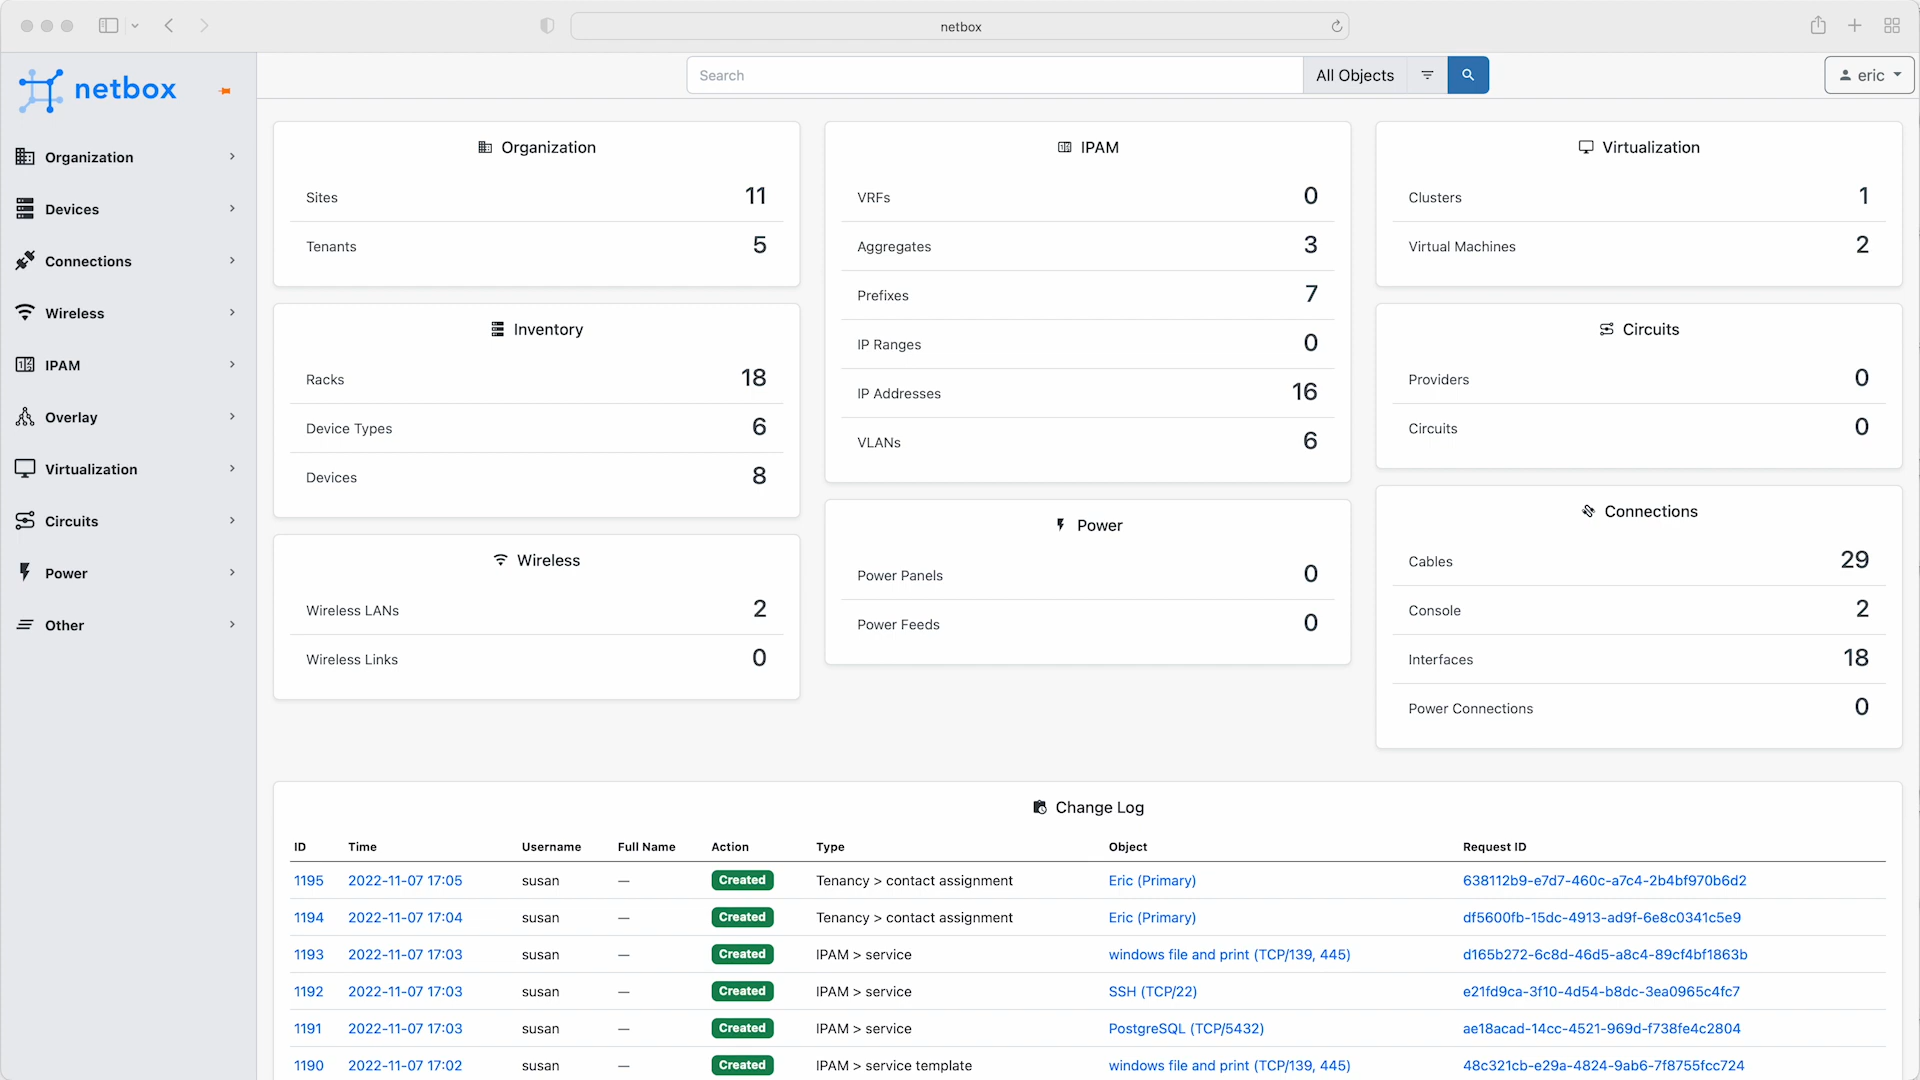 netbox
netbox
Search
All Objects
eric
Organization
Devices
Connections
Wireless
IPAM
Overlay
Virtualization
Circuits
Power
Other
Organization
Sites 11
Tenants 5
Inventory
Racks 18
Device Types 6
Devices 8
Wireless
Wireless LANs 2
Wireless Links 0
IPAM
VRFs 0
Aggregates 3
Prefixes 7
IP Ranges 0
IP Addresses 16
VLANs 6
Power
Power Panels 0
Power Feeds 0
Virtualization
Clusters 1
Virtual Machines 2
Circuits
Providers 0
Circuits 0
Connections
Cables 29
Console 2
Interfaces 18
Power Connections 0
Change Log
ID Time Username Full Name Action Type Object Request ID
1195 2022-11-07 17:05 susan — Created Tenancy > contact assignment Eric (Primary) 638112b9-e7d7-460c-a7c4-2b4bf970b6d2
1194 2022-11-07 17:04 susan — Created Tenancy > contact assignment Eric (Primary) df5600fb-15dc-4913-ad9f-6e8c0341c5e9
1193 2022-11-07 17:03 susan — Created IPAM > service windows file and print (TCP/139, 445) d165b272-6c8d-46d5-a8c4-89cf4bf1863b
1192 2022-11-07 17:03 susan — Created IPAM > service SSH (TCP/22) e21fd9ca-3f10-4d54-b8dc-3ea0965c4fc7
1191 2022-11-07 17:03 susan — Created IPAM > service PostgreSQL (TCP/5432) ae18acad-14cc-4521-969d-f738fe4c2804
1190 2022-11-07 17:02 susan — Created IPAM > service template windows file and print (TCP/139, 445) 48c321cb-e29a-4824-9ab6-7f8755fcc724